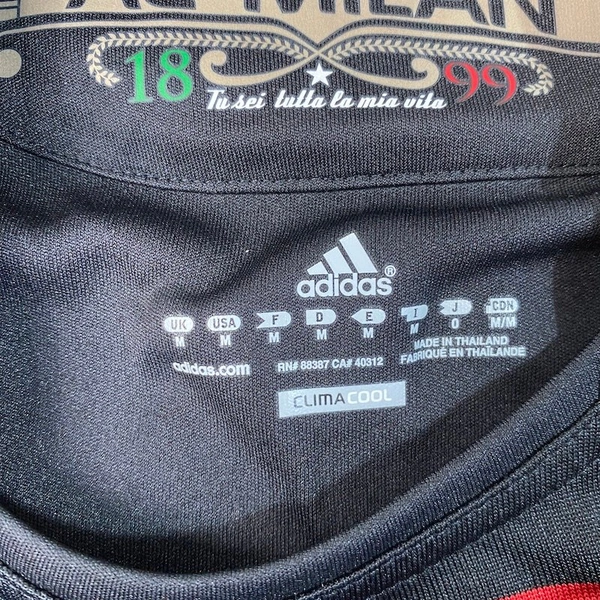 AC MILAN
18 99
Tu sei tutta la mia vita
adidas®
UK USA F D E I J CDN
M M M M M M O M/M
adidas.com
RN# 88387 CA# 40312
MADE IN THAILAND
FABRIQUÉ EN THAÏLANDE
CLIMACOOL